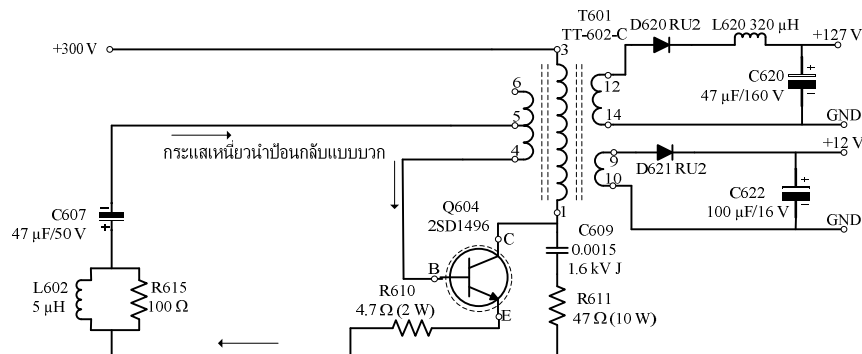 T601
TT-602-C
D620 RU2
L620 320 µH
+127 V
+300 V
3
6
12
C620
47 µF/160 V
5
14
GND
+12 V
กระแสเหนี่ยวนำป้อนกลับแบบบวก
4
9
D621 RU2
10
C622
100 µF/16 V
GND
C607
47 µF/50 V
Q604
2SD1496
1
C
C609
0.0015
1.6 kV J
B
L602
5 µH
R615
100 Ω
R610
4.7 Ω (2 W)
E
R611
47 Ω (10 W)